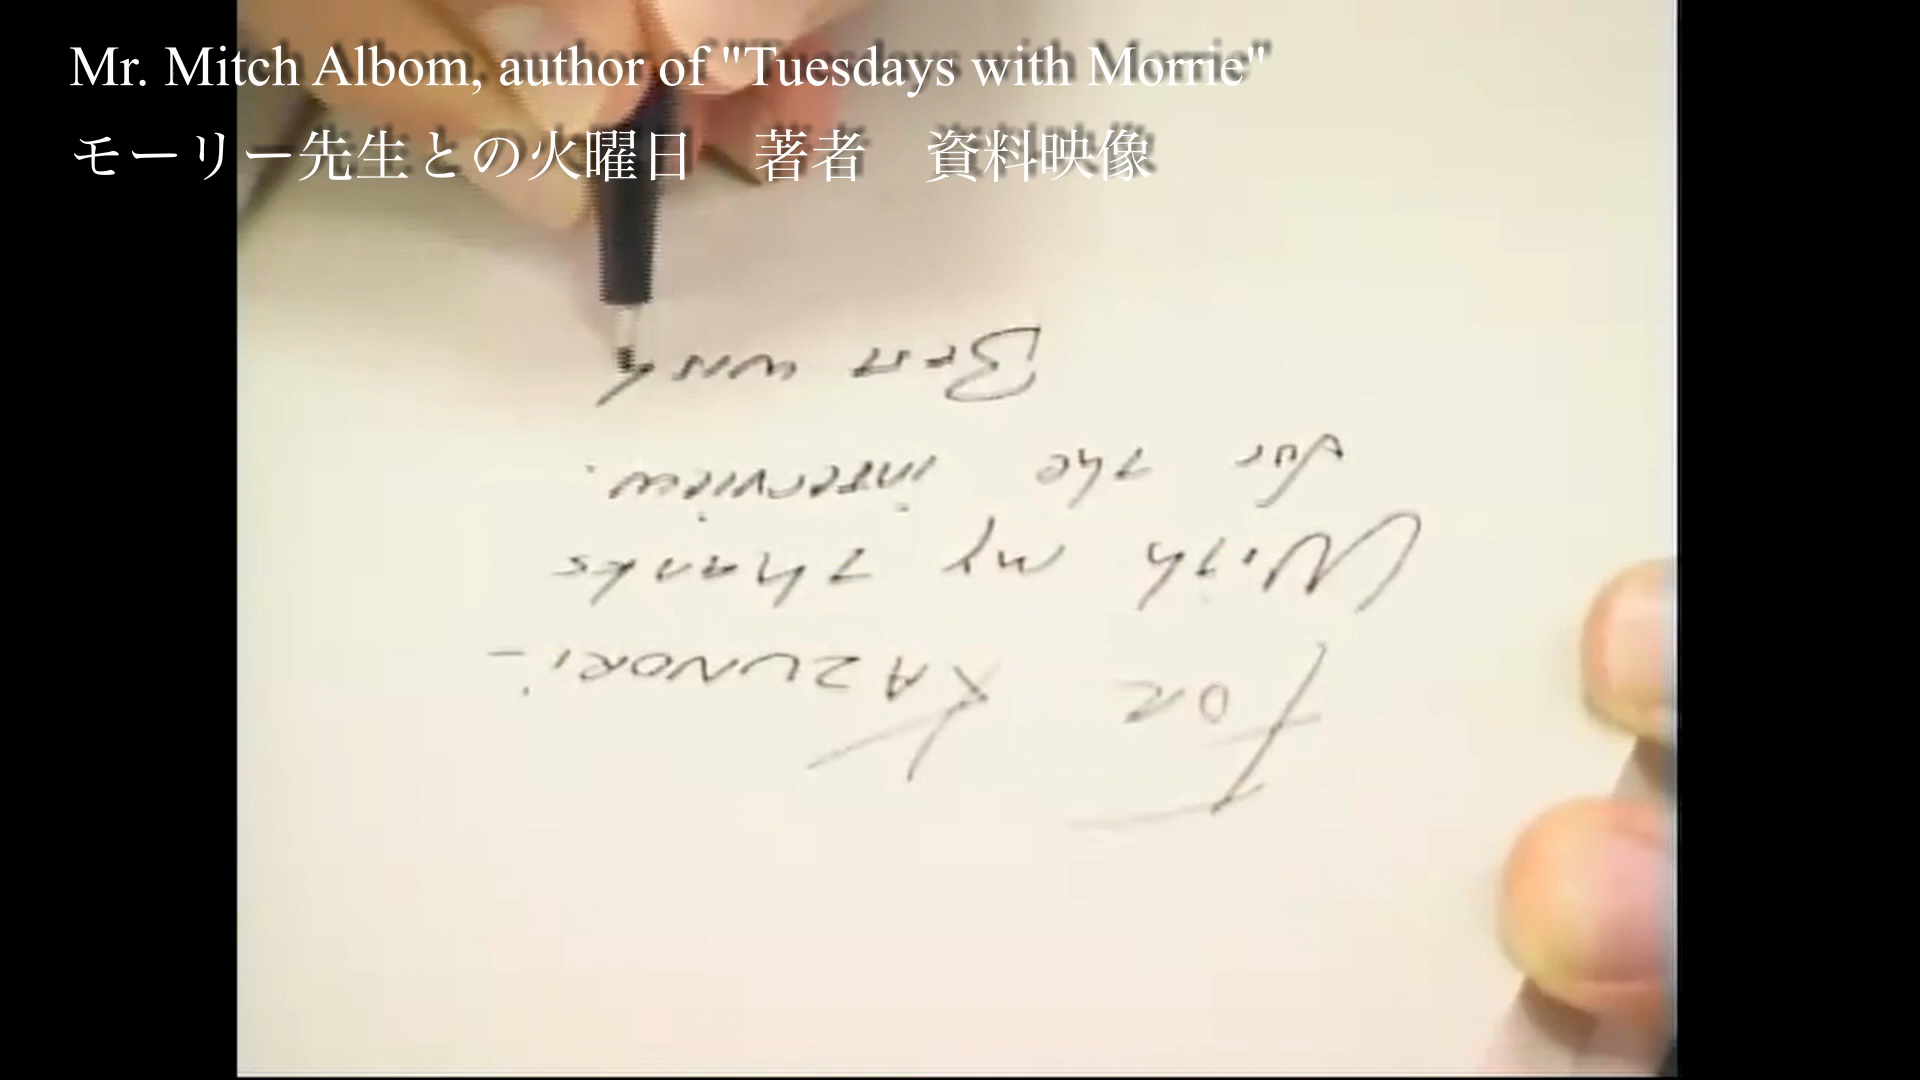 Mr. Mitch Albom, author of "Tuesdays with Morrie"
モーリー先生との火曜日　著者　資料映像
For KAZUNORI-
With my thanks
for the interview.
Best wish